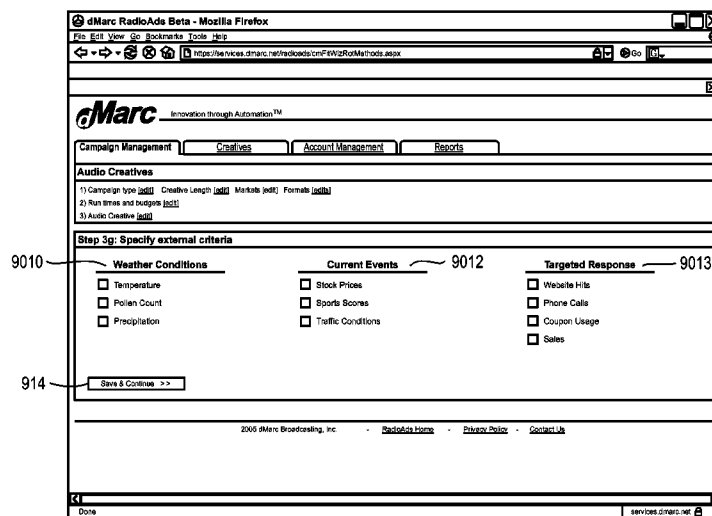 dMarc RadioAds Beta - Mozilla Firefox
File Edit View Go Bookmarks Tools Help
https://services.dmarc.net/radioads/cmFitWizRotMethods.aspx Go G
dMarc Innovation through Automation™
Campaign Management Creatives Account Management Reports
Audio Creatives
1) Campaign type [edit] Creative Length [edit] Markets [edit] Formats [edits]
2) Run times and budgets [edit]
3) Audio Creative [edit]
Step 3g: Specify external criteria
9010 Weather Conditions Current Events 9012 Targeted Response 9013
Temperature Stock Prices Website Hits
Pollen Count Sports Scores Phone Calls
Precipitation Traffic Conditions Coupon Usage
Sales
914 Save & Continue >>
2005 dMarc Broadcasting, Inc. - RadioAds Home - Privacy Policy - Contact Us
Done services.dmarc.net